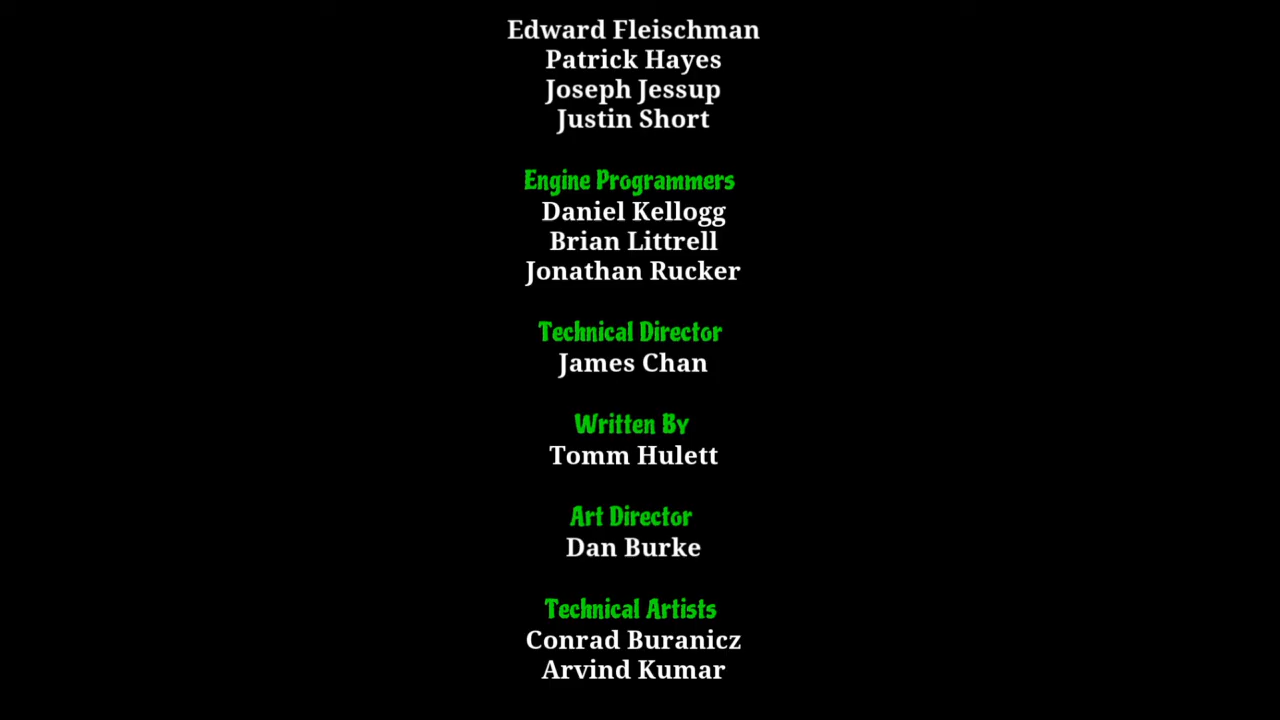 Edward Fleischman
Patrick Hayes
Joseph Jessup
Justin Short
Engine Programmers
Daniel Kellogg
Brian Littrell
Jonathan Rucker
Technical Director
James Chan
Written By
Tomm Hulett
Art Director
Dan Burke
Technical Artists
Conrad Buranicz
Arvind Kumar